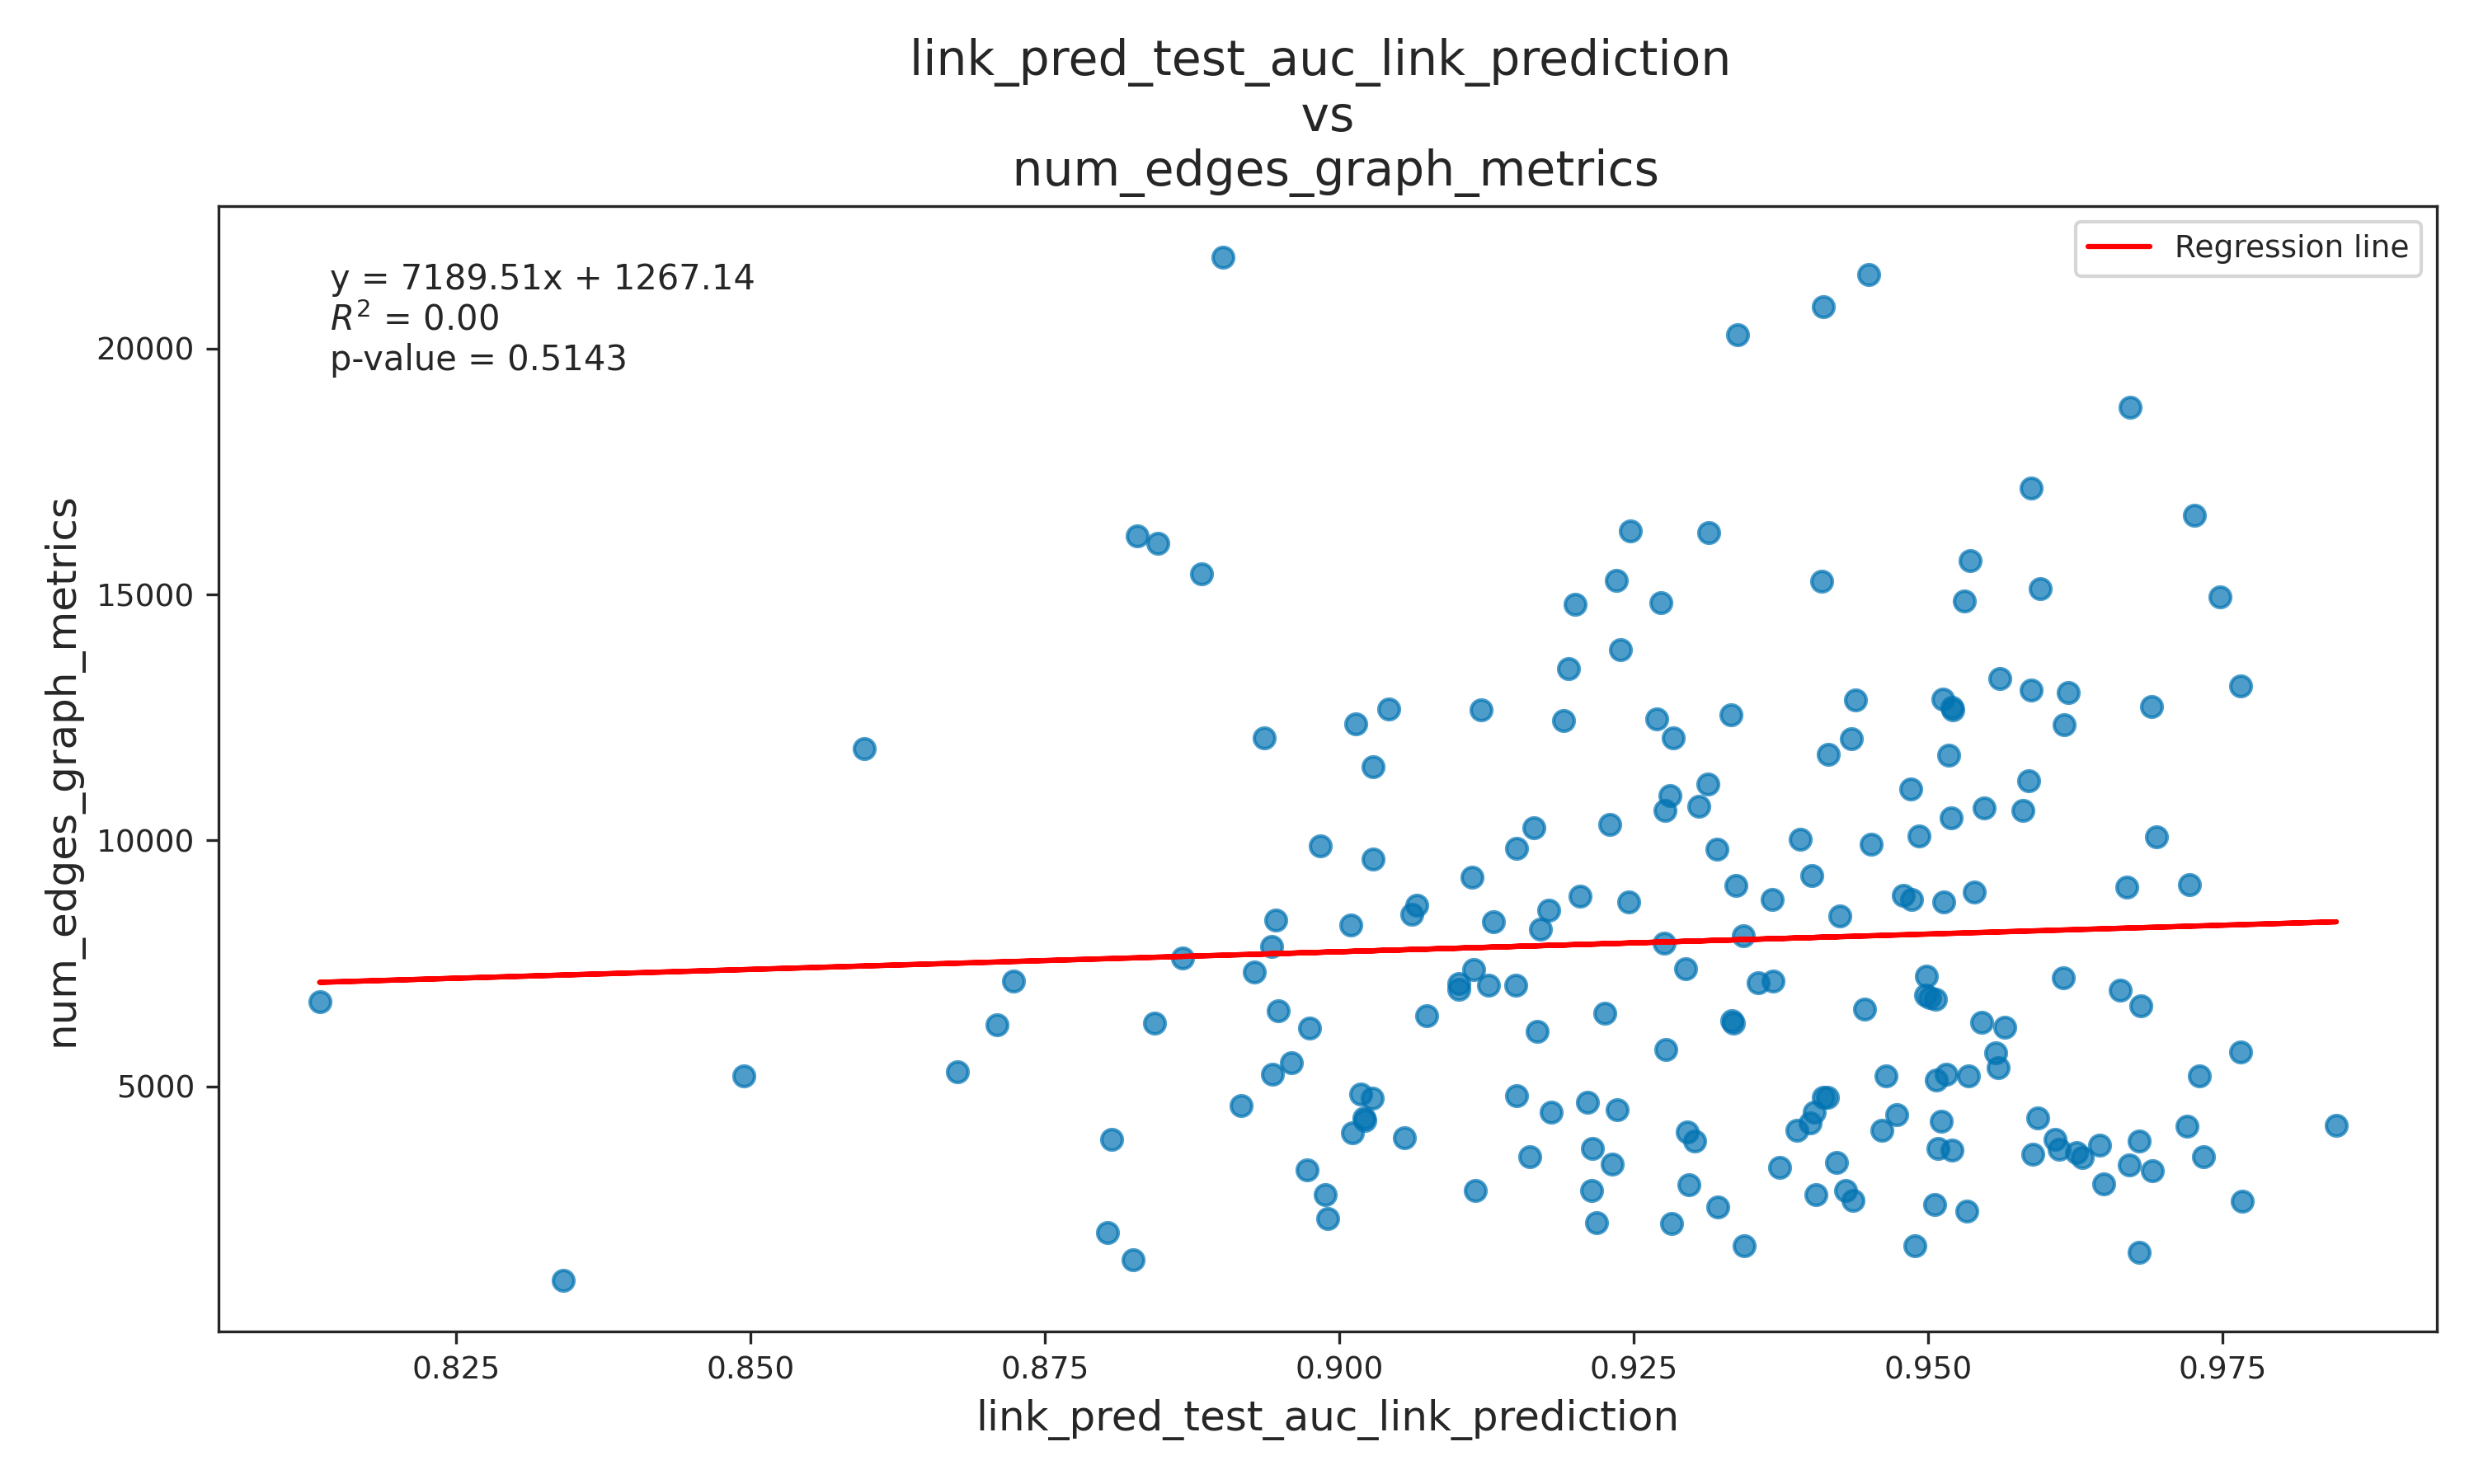 link_pred_test_auc_link_prediction
vs
num_edges_graph_metrics
Regression line
y = 7189.51x + 1267.14
R² = 0.00
p-value = 0.5143
num_edges_graph_metrics
20000
15000
10000
5000
0.825 0.850 0.875 0.900 0.925 0.950 0.975
link_pred_test_auc_link_prediction